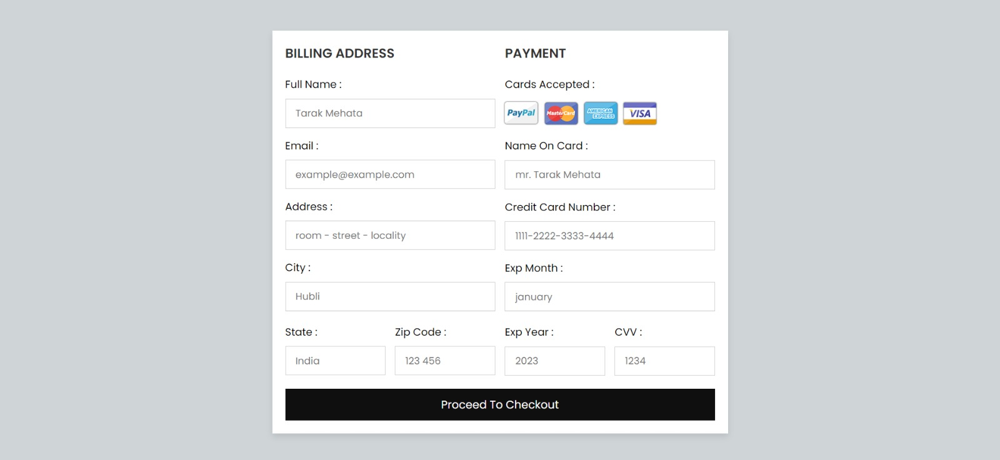 BILLING ADDRESS
Full Name :
Tarak Mehata
Email :
example@example.com
Address :
room - street - locality
City :
Hubli
State :
India
Zip Code :
123 456
PAYMENT
Cards Accepted :
PayPal MasterCard AMERICAN EXPRESS VISA
Name On Card :
mr. Tarak Mehata
Credit Card Number :
1111-2222-3333-4444
Exp Month :
january
Exp Year :
2023
CVV :
1234
Proceed To Checkout